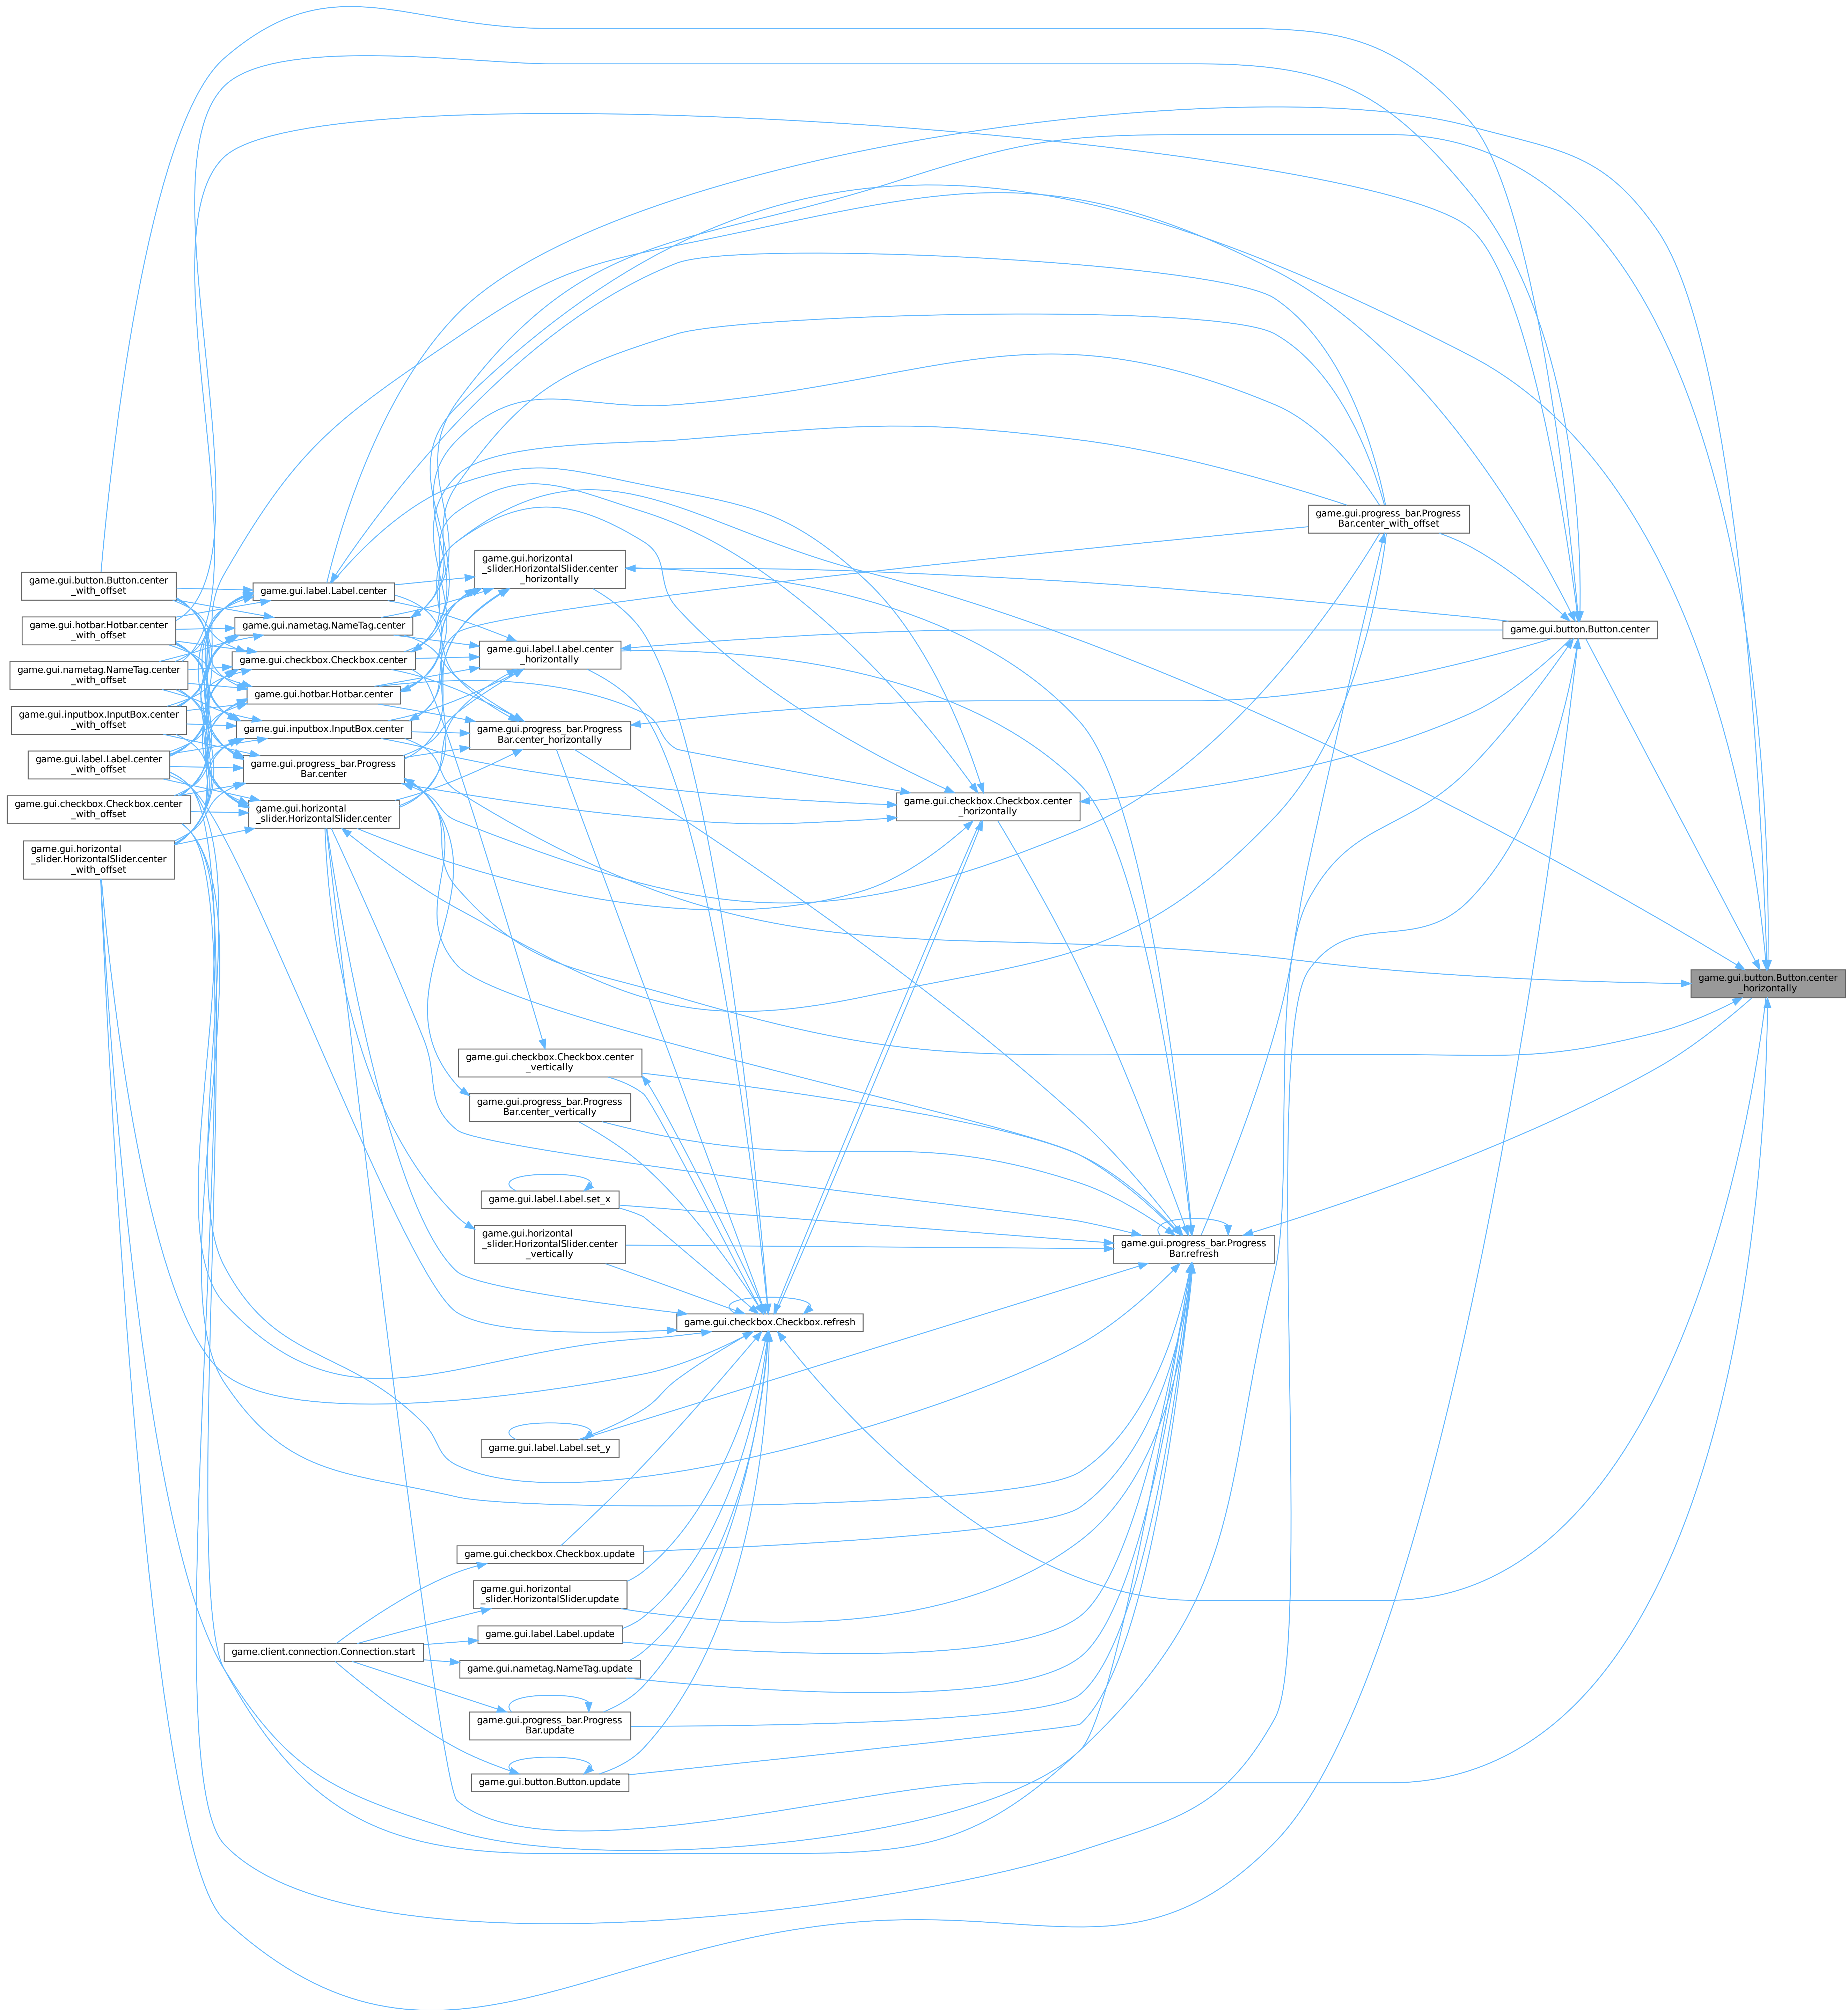 game.gui.progress_bar.Progress
Bar.center_with_offset
game.gui.horizontal
_slider.HorizontalSlider.center
_horizontally
game.gui.button.Button.center
_with_offset
game.gui.label.Label.center
game.gui.hotbar.Hotbar.center
_with_offset
game.gui.nametag.NameTag.center
game.gui.button.Button.center
game.gui.label.Label.center
_horizontally
game.gui.checkbox.Checkbox.center
game.gui.nametag.NameTag.center
_with_offset
game.gui.hotbar.Hotbar.center
game.gui.inputbox.InputBox.center
_with_offset
game.gui.inputbox.InputBox.center
game.gui.progress_bar.Progress
Bar.center_horizontally
game.gui.label.Label.center
_with_offset
game.gui.progress_bar.Progress
Bar.center
game.gui.checkbox.Checkbox.center
_with_offset
game.gui.horizontal
_slider.HorizontalSlider.center
game.gui.checkbox.Checkbox.center
_horizontally
game.gui.horizontal
_slider.HorizontalSlider.center
_with_offset
game.gui.button.Button.center
_horizontally
game.gui.checkbox.Checkbox.center
_vertically
game.gui.progress_bar.Progress
Bar.center_vertically
game.gui.label.Label.set_x
game.gui.horizontal
_slider.HorizontalSlider.center
_vertically
game.gui.progress_bar.Progress
Bar.refresh
game.gui.checkbox.Checkbox.refresh
game.gui.label.Label.set_y
game.gui.checkbox.Checkbox.update
game.gui.horizontal
_slider.HorizontalSlider.update
game.gui.label.Label.update
game.client.connection.Connection.start
game.gui.nametag.NameTag.update
game.gui.progress_bar.Progress
Bar.update
game.gui.button.Button.update